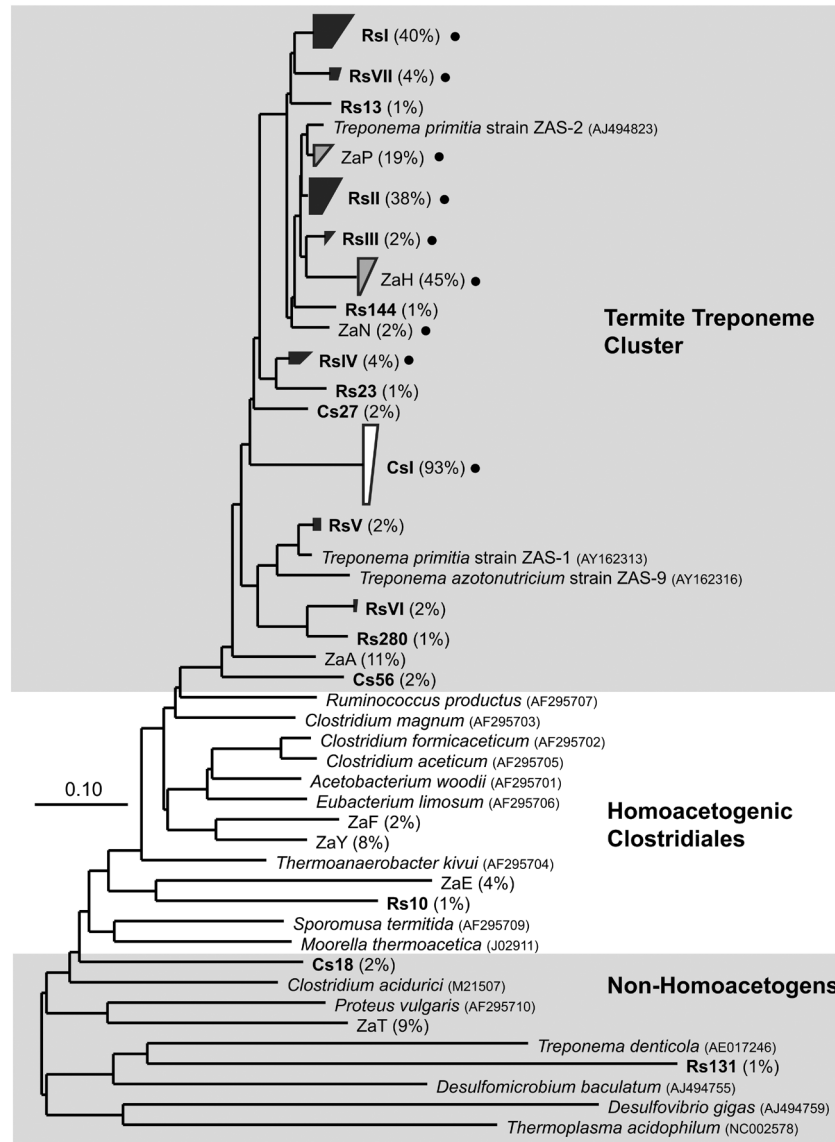 RsI (40%) ●
RsVII (4%) ●
Rs13 (1%)
Treponema primitia strain ZAS-2 (AJ494823)
ZaP (19%) ●
RsII (38%) ●
RsIII (2%) ●
ZaH (45%) ●
Rs144 (1%)
ZaN (2%) ●
Termite Treponeme
Cluster
RsIV (4%) ●
Rs23 (1%)
Cs27 (2%)
CsI (93%) ●
RsV (2%)
Treponema primitia strain ZAS-1 (AY162313)
Treponema azotonutricium strain ZAS-9 (AY162316)
RsVI (2%)
Rs280 (1%)
ZaA (11%)
Cs56 (2%)
Ruminococcus productus (AF295707)
Clostridium magnum (AF295703)
Clostridium formicaceticum (AF295702)
Clostridium aceticum (AF295705)
Acetobacterium woodii (AF295701)
0.10
Eubacterium limosum (AF295706)
Homoacetogenic
Clostridiales
ZaF (2%)
ZaY (8%)
Thermoanaerobacter kivui (AF295704)
ZaE (4%)
Rs10 (1%)
Sporomusa termitida (AF295709)
Moorella thermoacetica (J02911)
Cs18 (2%)
Clostridium acidurici (M21507)
Non-Homoacetogens
Proteus vulgaris (AF295710)
ZaT (9%)
Treponema denticola (AE017246)
Rs131 (1%)
Desulfomicrobium baculatum (AJ494755)
Desulfovibrio gigas (AJ494759)
Thermoplasma acidophilum (NC002578)